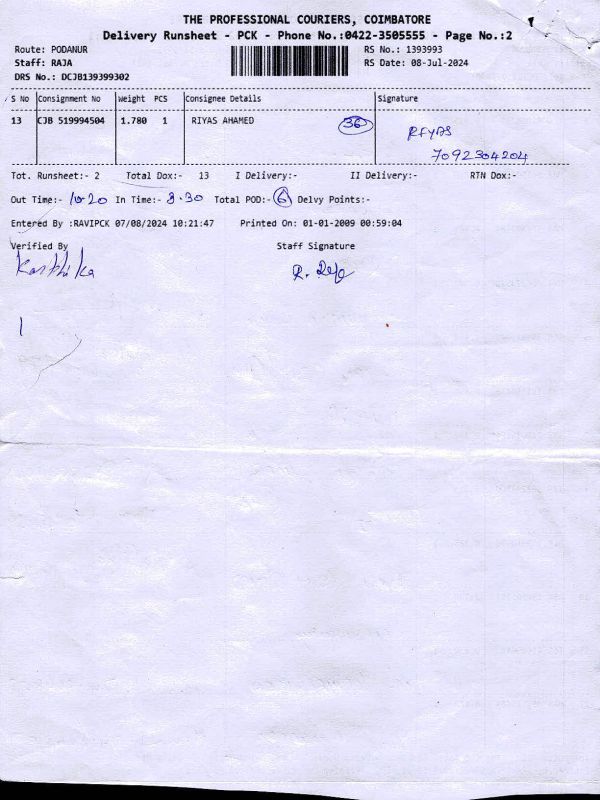 THE PROFESSIONAL COURIERS, COIMBATORE
Delivery Runsheet - PCK - Phone No.:0422-3505555 - Page No.:2
Route: PODANUR RS No.: 1393993
Staff: RAJA RS Date: 08-Jul-2024
DRS No.: DCJB139399302
S No Consignment No Weight PCS Consignee Details Signature
13 CJB 519994504 1.780 1 RIYAS AHAMED 36 RIYAS
7092304204
Tot. Runsheet:- 2 Total Dox:- 13 I Delivery:- II Delivery:- RTN Dox:-
Out Time:- 10-20 In Time:- 8.30 Total POD:- 6 Delvy Points:-
Entered By :RAVIPCK 07/08/2024 10:21:47 Printed On: 01-01-2009 00:59:04
Verified By Staff Signature
Karthika R.